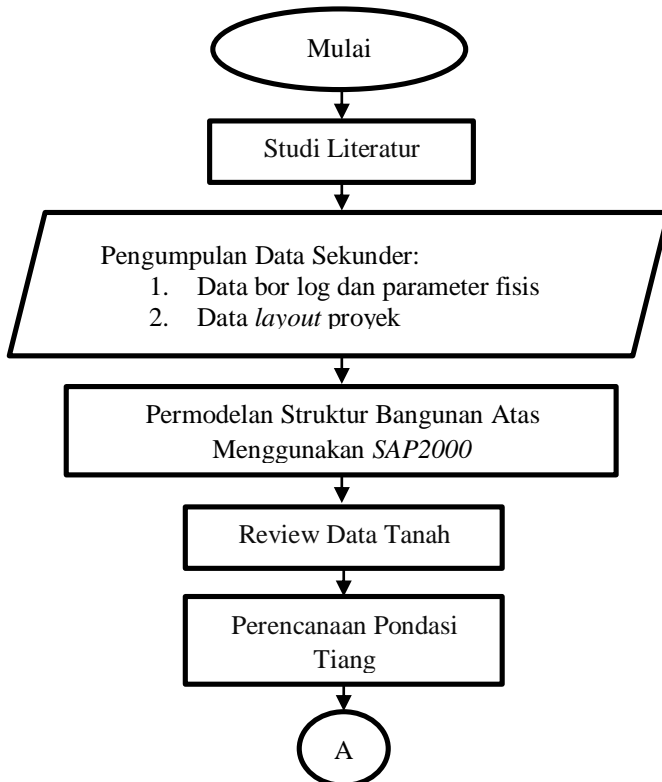 Mulai
Studi Literatur
Pengumpulan Data Sekunder:
1. Data bor log dan parameter fisis
2. Data layout proyek
Permodelan Struktur Bangunan Atas
Menggunakan SAP2000
Review Data Tanah
Perencanaan Pondasi
Tiang
A